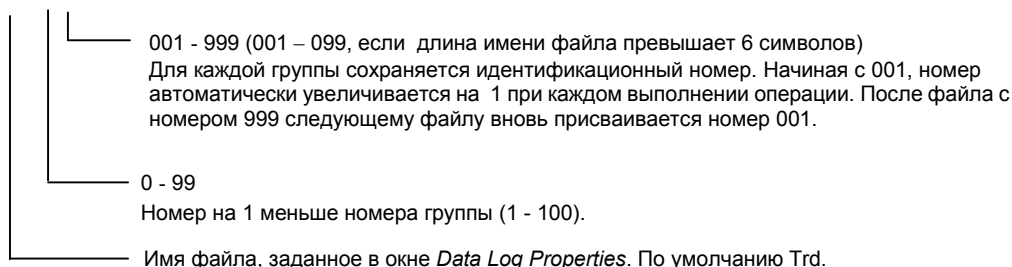 001 - 999 (001 – 099, если длина имени файла превышает 6 символов)
Для каждой группы сохраняется идентификационный номер. Начиная с 001, номер
автоматически увеличивается на 1 при каждом выполнении операции. После файла с
номером 999 следующему файлу вновь присваивается номер 001.
0 - 99
Номер на 1 меньше номера группы (1 - 100).
Имя файла, заданное в окне Data Log Properties. По умолчанию Trd.